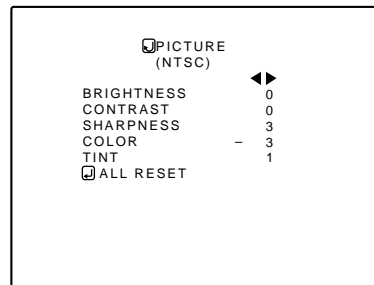 PICTURE
(NTSC)
BRIGHTNESS 0
CONTRAST 0
SHARPNESS 3
COLOR – 3
TINT 1
ALL RESET